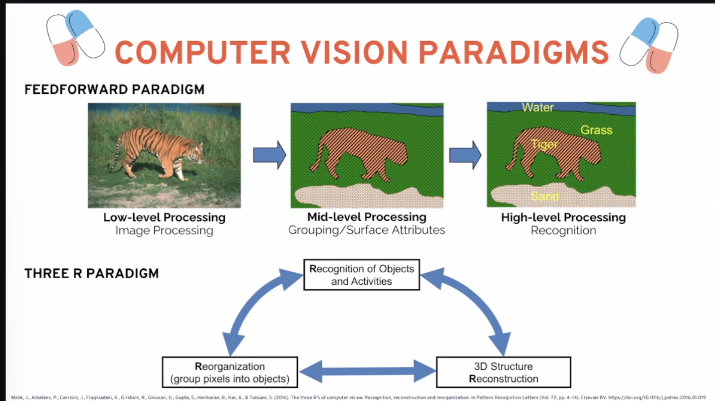 COMPUTER VISION PARADIGMS
FEEDFORWARD PARADIGM
Water
Grass
Tiger
Sand
Low-level Processing
Image Processing
Mid-level Processing
Grouping/Surface Attributes
High-level Processing
Recognition
THREE R PARADIGM
Recognition of Objects
and Activities
Reorganization
(group pixels into objects)
3D Structure
Reconstruction
Malik, J., Arbeláez, P., Carreira, J., Fragkiadaki, K., Girshick, R., Gkioxari, G., Gupta, S., Hariharan, B., Kar, A., & Tulsiani, S. (2016). The three R's of computer vision: Recognition, reconstruction and reorganization. In Pattern Recognition Letters (Vol. 72, pp. 4–14). Elsevier BV. https://doi.org/10.1016/j.patrec.2016.01.019